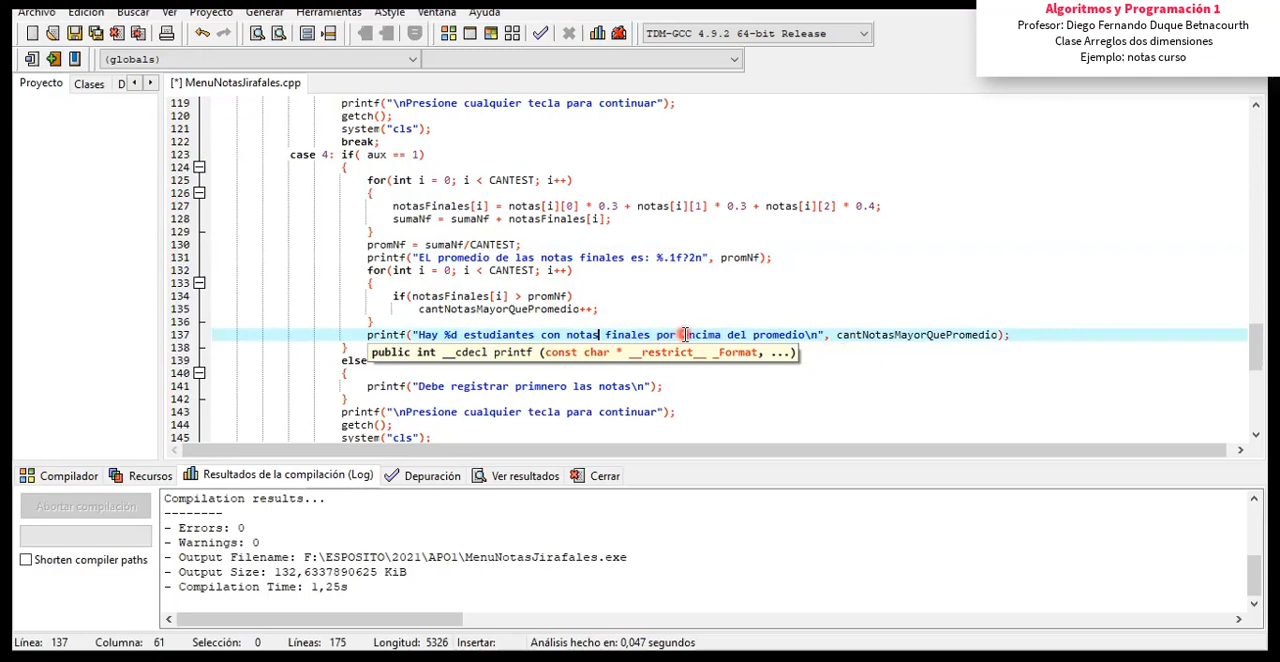 Archivo Edición Buscar Ver Proyecto Generar Herramientas AStyle Ventana Ayuda
Algoritmos y Programación 1
Profesor: Diego Fernando Duque Betnacourth
Clase Arreglos dos dimensiones
Ejemplo: notas curso
TDM-GCC 4.9.2 64-bit Release
(globals)
Proyecto Clases D
[*] MenuNotasJirafales.cpp
119 printf("\nPresione cualquier tecla para continuar");
120 getch();
121 system("cls");
122 break;
123 case 4: if( aux == 1)
124 {
125 for(int i = 0; i < CANTEST; i++)
126 {
127 notasFinales[i] = notas[i][0] * 0.3 + notas[i][1] * 0.3 + notas[i][2] * 0.4;
128 sumaNf = sumaNf + notasFinales[i];
129 }
130 promNf = sumaNf/CANTEST;
131 printf("EL promedio de las notas finales es: %.1f?2n", promNf);
132 for(int i = 0; i < CANTEST; i++)
133 {
134 if(notasFinales[i] > promNf)
135 cantNotasMayorQuePromedio++;
136 }
137 printf("Hay %d estudiantes con notas finales por encima del promedio\n", cantNotasMayorQuePromedio);
138 }
public int __cdecl printf (const char * __restrict__ _Format, ...)
139 else
140 {
141 printf("Debe registrar primnero las notas\n");
142 }
143 printf("\nPresione cualquier tecla para continuar");
144 getch();
145 system("cls");
Compilador Recursos Resultados de la compilación (Log) Depuración Ver resultados Cerrar
Abortar compilación
Shorten compiler paths
Compilation results...
--------
- Errors: 0
- Warnings: 0
- Output Filename: F:\ESPOSITO\2021\APO1\MenuNotasJirafales.exe
- Output Size: 132,6337890625 KiB
- Compilation Time: 1,25s
Línea: 137 Columna: 61 Selección: 0 Líneas: 175 Longitud: 5326 Insertar: Análisis hecho en: 0,047 segundos